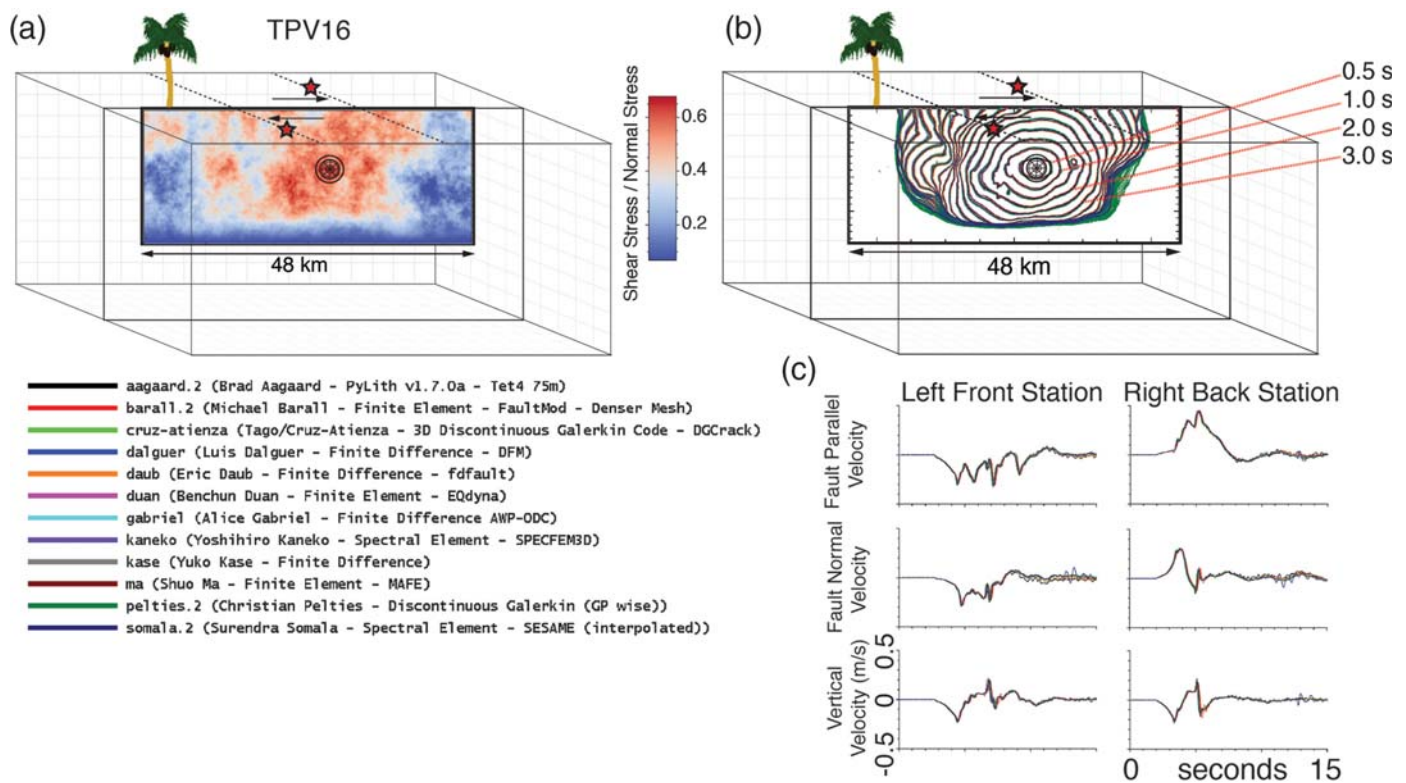 (a)
TPV16
0.6
0.4
0.2
Shear Stress / Normal Stress
48 km
(b)
0.5 s
1.0 s
2.0 s
3.0 s
48 km
aagaard.2 (Brad Aagaard - PyLith v1.7.0a - Tet4 75m)
barall.2 (Michael Barall - Finite Element - FaultMod - Denser Mesh)
cruz-atienza (Tago/Cruz-Atienza - 3D Discontinuous Galerkin Code - DGCrack)
dalguer (Luis Dalguer - Finite Difference - DFM)
daub (Eric Daub - Finite Difference - fdfault)
duan (Benchun Duan - Finite Element - EQdyna)
gabriel (Alice Gabriel - Finite Difference AWP-ODC)
kaneko (Yoshihiro Kaneko - Spectral Element - SPECFEM3D)
kase (Yuko Kase - Finite Difference)
ma (Shuo Ma - Finite Element - MAFE)
pelties.2 (Christian Pelties - Discontinuous Galerkin (GP wise))
somala.2 (Surendra Somala - Spectral Element - SESAME (interpolated))
(c)
Left Front Station
Right Back Station
Fault Parallel
Velocity
Fault Normal
Velocity
Vertical
Velocity (m/s)
0.5
0
-0.5
0 seconds 15